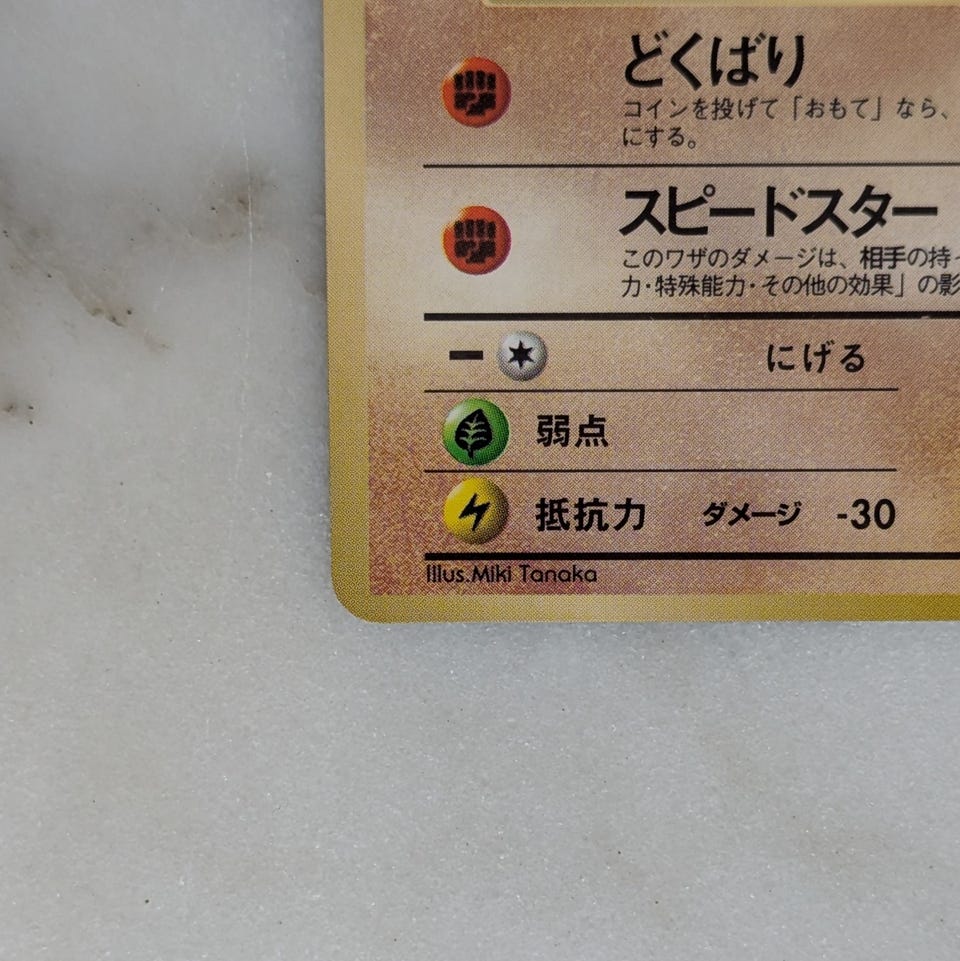 どくばり
コインを投げて「おもて」なら、
にする。
スピードスター
このワザのダメージは、相手の持っ
力・特殊能力・その他の効果」の影
にげる
弱点
抵抗力 ダメージ -30
Illus.Miki Tanaka